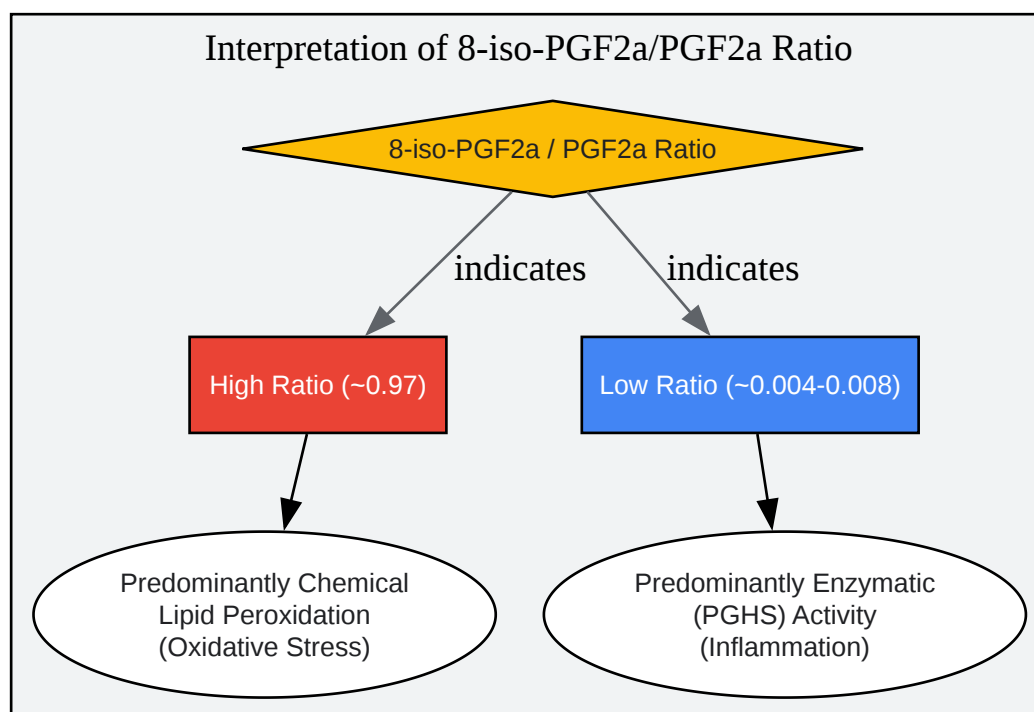 Interpretation of 8-iso-PGF2a/PGF2a Ratio
8-iso-PGF2a / PGF2a Ratio
indicates
indicates
High Ratio (~0.97)
Low Ratio (~0.004-0.008)
Predominantly Chemical
Lipid Peroxidation
(Oxidative Stress)
Predominantly Enzymatic
(PGHS) Activity
(Inflammation)